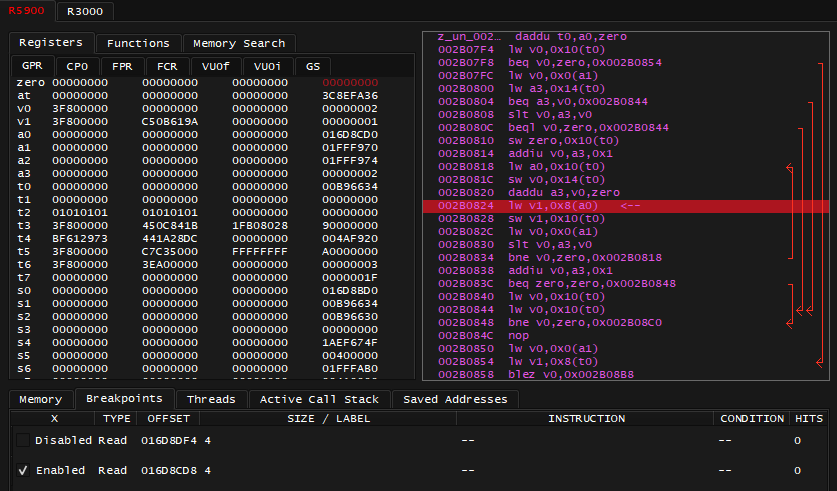 R5900 R3000
Registers Functions Memory Search
GPR CP0 FPR FCR VU0f VU0i GS
zero 00000000 00000000 00000000 00000000
at 00000000 00000000 00000000 3C8EFA36
v0 3F800000 00000000 00000000 00000002
v1 3F800000 C50B619A 00000000 00000001
a0 00000000 00000000 00000000 016D8CD0
a1 00000000 00000000 00000000 01FFF970
a2 00000000 00000000 00000000 01FFF974
a3 00000000 00000000 00000000 00000002
t0 00000000 00000000 00000000 00B96634
t1 00000000 00000000 00000000 00000000
t2 01010101 01010101 00000000 00000000
t3 3F800000 450C841B 1FB08028 90000000
t4 BF612973 441A28DC 00000000 004AF920
t5 3F800000 C7C35000 FFFFFFFF A0000000
t6 3F800000 3EA00000 00000000 00000003
t7 00000000 00000000 00000000 0000001F
s0 00000000 00000000 00000000 016D8BD0
s1 00000000 00000000 00000000 00B96634
s2 00000000 00000000 00000000 00B96630
s3 00000000 00000000 00000000 00000000
s4 00000000 00000000 00000000 1AEF674F
s5 00000000 00000000 00000000 00400000
s6 00000000 00000000 00000000 01FFFAB0
z_un_002… daddu t0,a0,zero
002B07F4 lw v0,0x10(t0)
002B07F8 beq v0,zero,0x002B0854
002B07FC lw v0,0x0(a1)
002B0800 lw a3,0x14(t0)
002B0804 beq a3,v0,0x002B0844
002B0808 slt v0,a3,v0
002B080C beql v0,zero,0x002B0844
002B0810 sw zero,0x10(t0)
002B0814 addiu v0,a3,0x1
002B0818 lw a0,0x10(t0)
002B081C sw v0,0x14(t0)
002B0820 daddu a3,v0,zero
002B0824 lw v1,0x8(a0) <--
002B0828 sw v1,0x10(t0)
002B082C lw v0,0x0(a1)
002B0830 slt v0,a3,v0
002B0834 bne v0,zero,0x002B0818
002B0838 addiu v0,a3,0x1
002B083C beq zero,zero,0x002B0848
002B0840 lw v0,0x10(t0)
002B0844 lw v0,0x10(t0)
002B0848 bne v0,zero,0x002B08C0
002B084C nop
002B0850 lw v0,0x0(a1)
002B0854 lw v1,0x8(t0)
002B0858 blez v0,0x002B08B8
Memory Breakpoints Threads Active Call Stack Saved Addresses
X TYPE OFFSET SIZE / LABEL INSTRUCTION CONDITION HITS
Disabled Read 016D8DF4 4 -- -- 0
Enabled Read 016D8CD8 4 -- -- 0